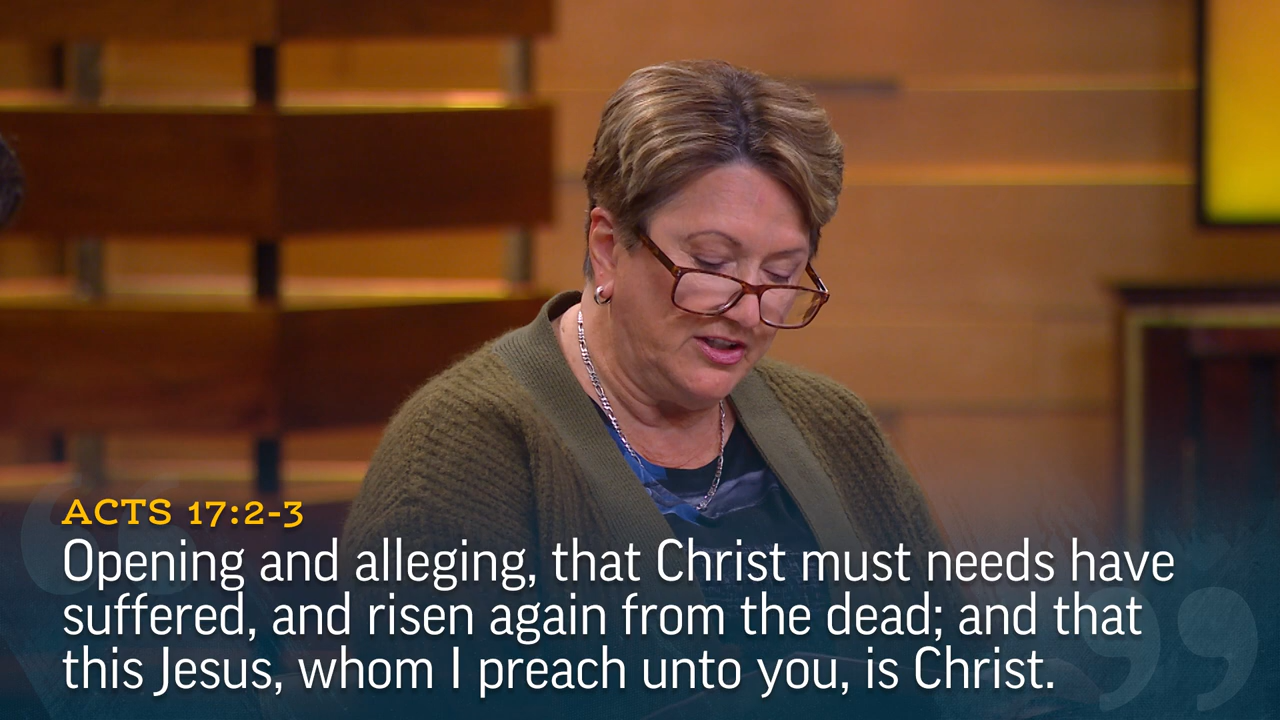 ACTS 17:2-3
Opening and alleging, that Christ must needs have
suffered, and risen again from the dead; and that
this Jesus, whom I preach unto you, is Christ.